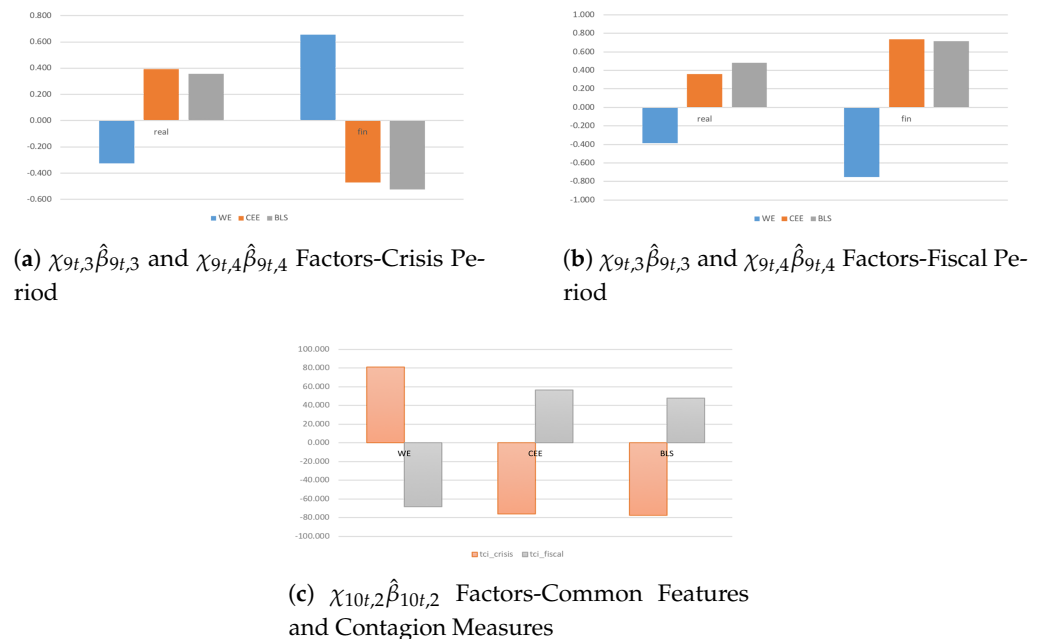 0.800
0.600
0.400
0.200
0.000
-0.200
-0.400
-0.600
real
fin
WE CEE BLS
(a) χ9t,3β̂9t,3 and χ9t,4β̂9t,4 Factors-Crisis Pe-
riod
1.000
0.800
0.600
0.400
0.200
0.000
-0.200
-0.400
-0.600
-0.800
-1.000
real
fin
WE CEE BLS
(b) χ9t,3β̂9t,3 and χ9t,4β̂9t,4 Factors-Fiscal Pe-
riod
100.000
80.000
60.000
40.000
20.000
0.000
-20.000
-40.000
-60.000
-80.000
-100.000
WE
CEE
BLS
tci_crisis tci_fiscal
(c) χ10t,2β̂10t,2 Factors-Common Features
and Contagion Measures